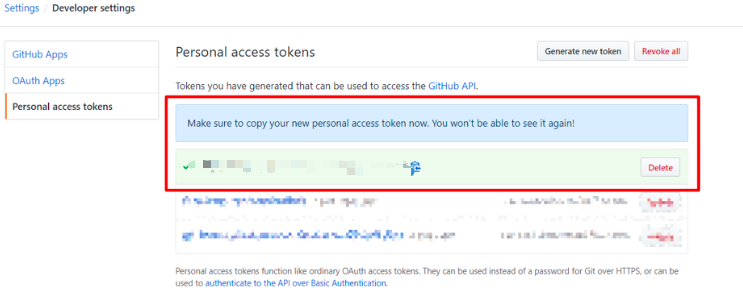 Settings / Developer settings
GitHub Apps
OAuth Apps
Personal access tokens
Personal access tokens
Generate new token
Revoke all
Tokens you have generated that can be used to access the GitHub API.
Make sure to copy your new personal access token now. You won't be able to see it again!
Delete
Personal access tokens function like ordinary OAuth access tokens. They can be used instead of a password for Git over HTTPS, or can be
used to authenticate to the API over Basic Authentication.